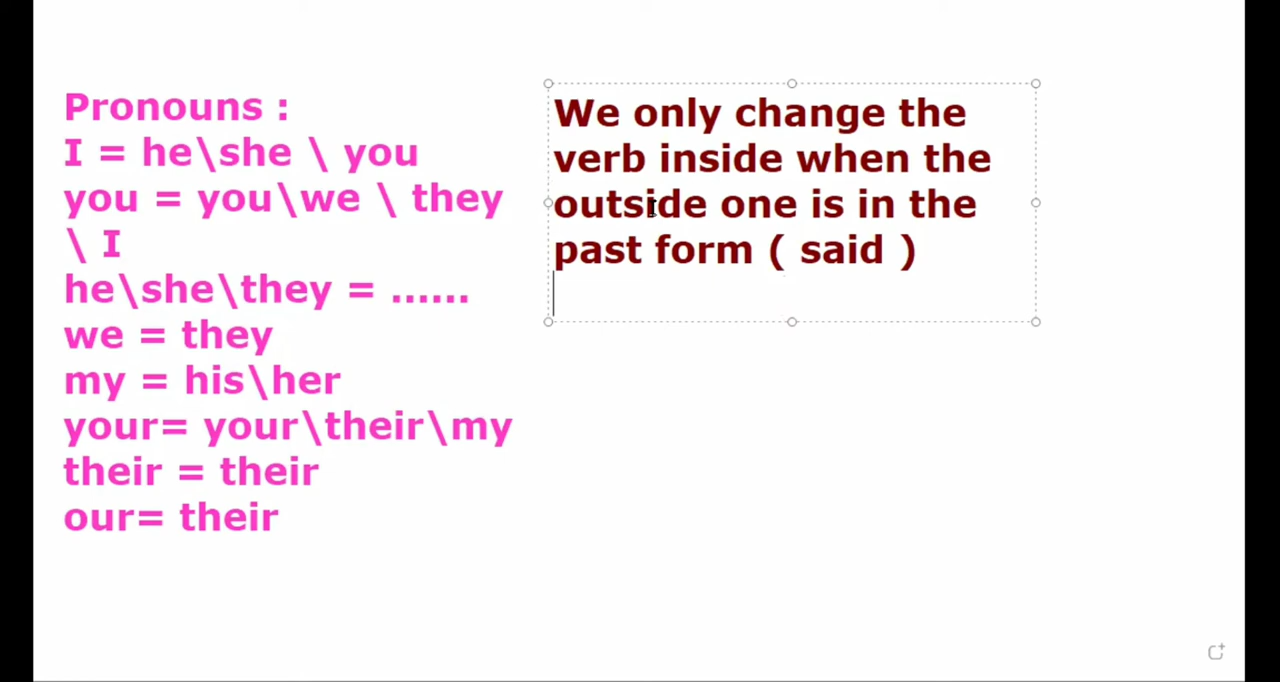 Pronouns :
I = he\she \ you
you = you\we \ they
\ I
he\she\they = ......
we = they
my = his\her
your= your\their\my
their = their
our= their
We only change the
verb inside when the
outside one is in the
past form ( said )